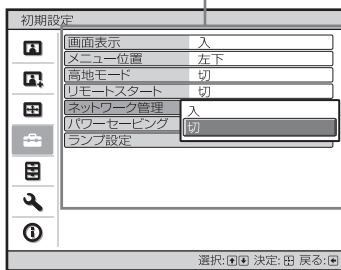 初期設定
画面表示 入
メニュー位置 左下
高地モード 切
リモートスタート 切
ネットワーク管理 入
切
パワーセービング
ランプ設定
選択: 決定: 戻る: